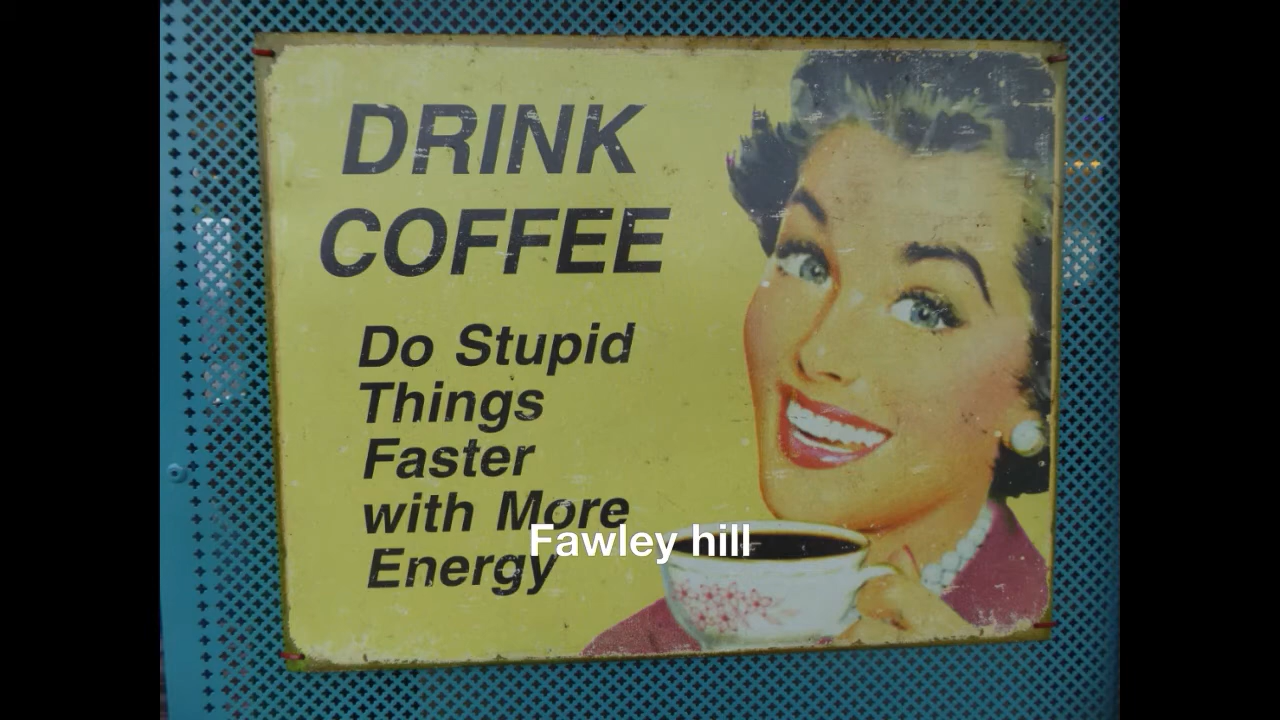 DRINK
COFFEE
Do Stupid
Things
Faster
with More
Energy
Fawley hill